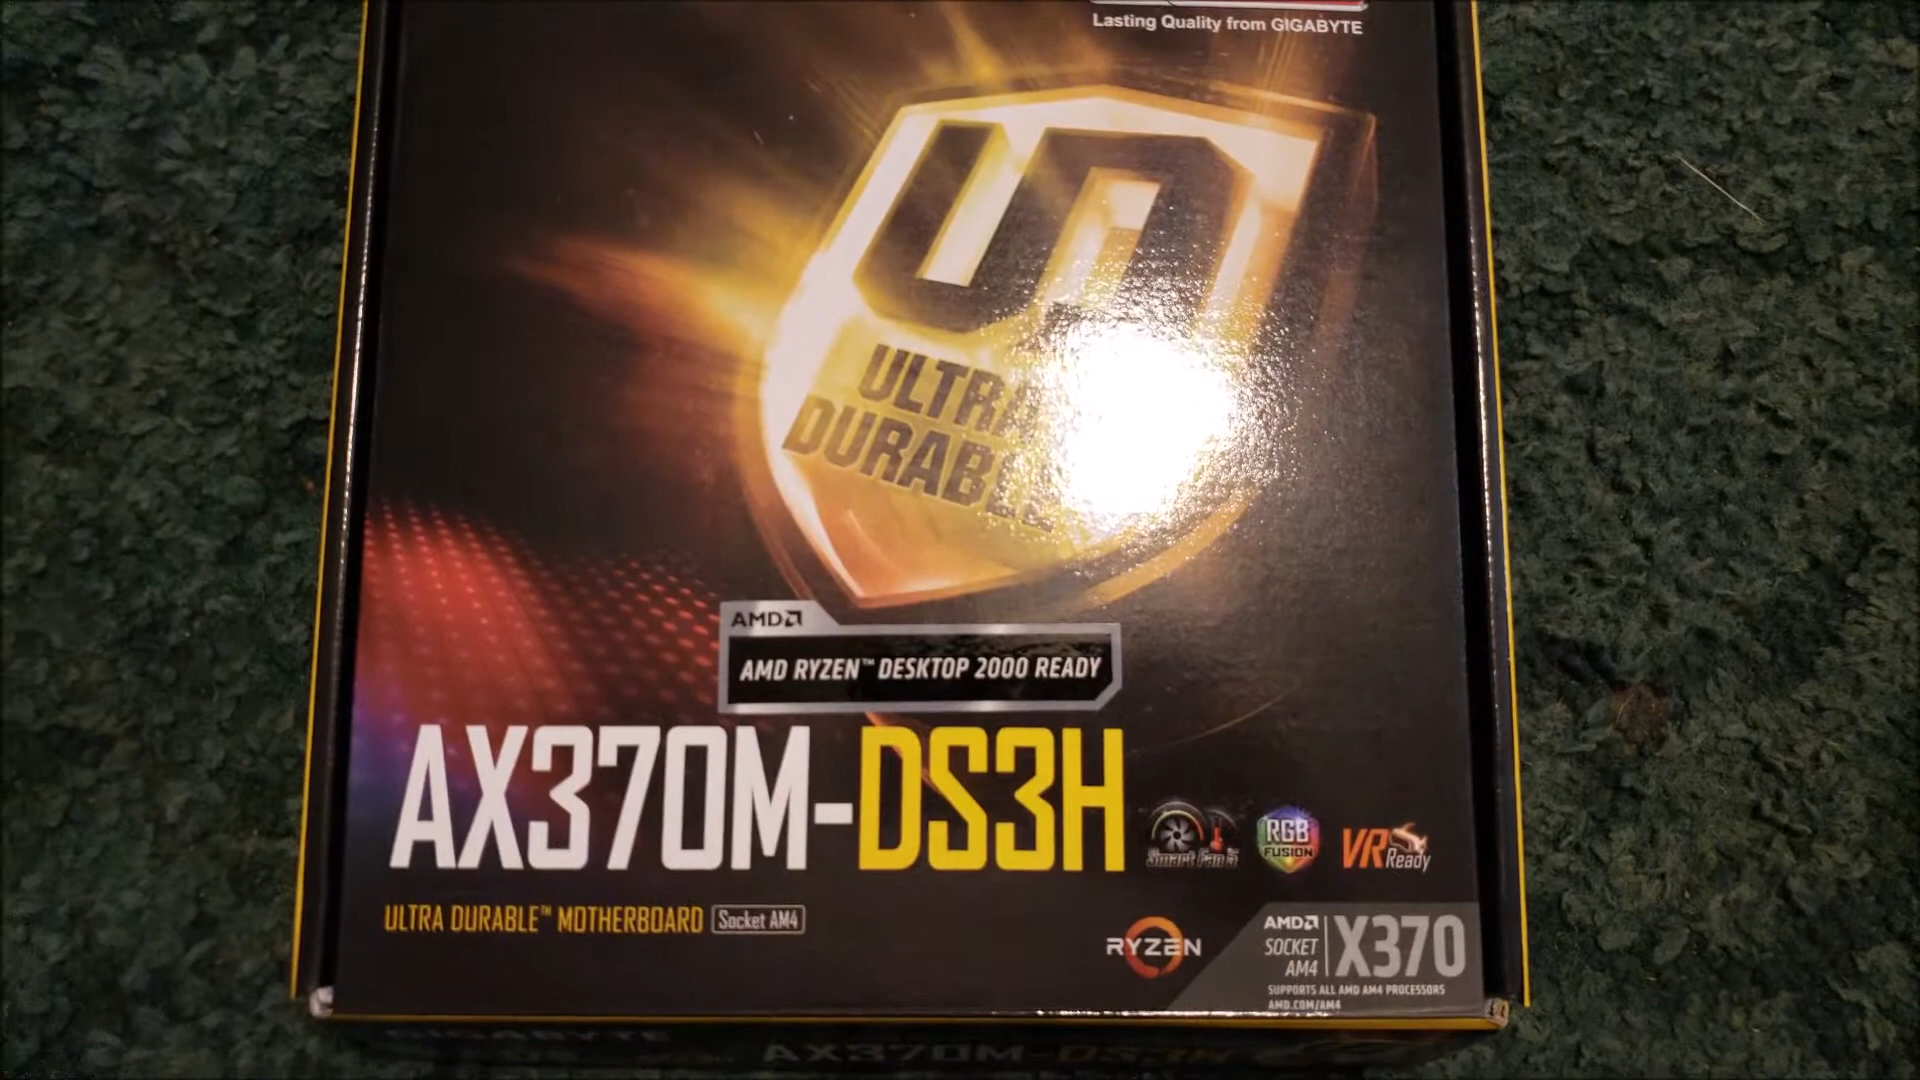 Lasting Quality from GIGABYTE
ULTRA
DURABLE
AMD
AMD RYZEN™ DESKTOP 2000 READY
AX370M-DS3H
Smart Fan 5
RGB
FUSION
VR Ready
ULTRA DURABLE™ MOTHERBOARD Socket AM4
RYZEN
AMD
SOCKET
AM4
X370
SUPPORTS ALL AMD AM4 PROCESSORS
AMD.COM/AM4
GIGABYTE
AX370M-DS3H